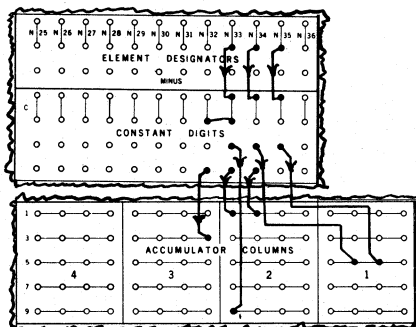 N 25 N 26 N 27 N 28 N 29 N 30 N 31 N 32 N 33 N 34 N 35 N 36
ELEMENT DESIGNATORS
MINUS
C
CONSTANT DIGITS
1
3
ACCUMULATOR COLUMNS
5
4 3 2 1
7
9